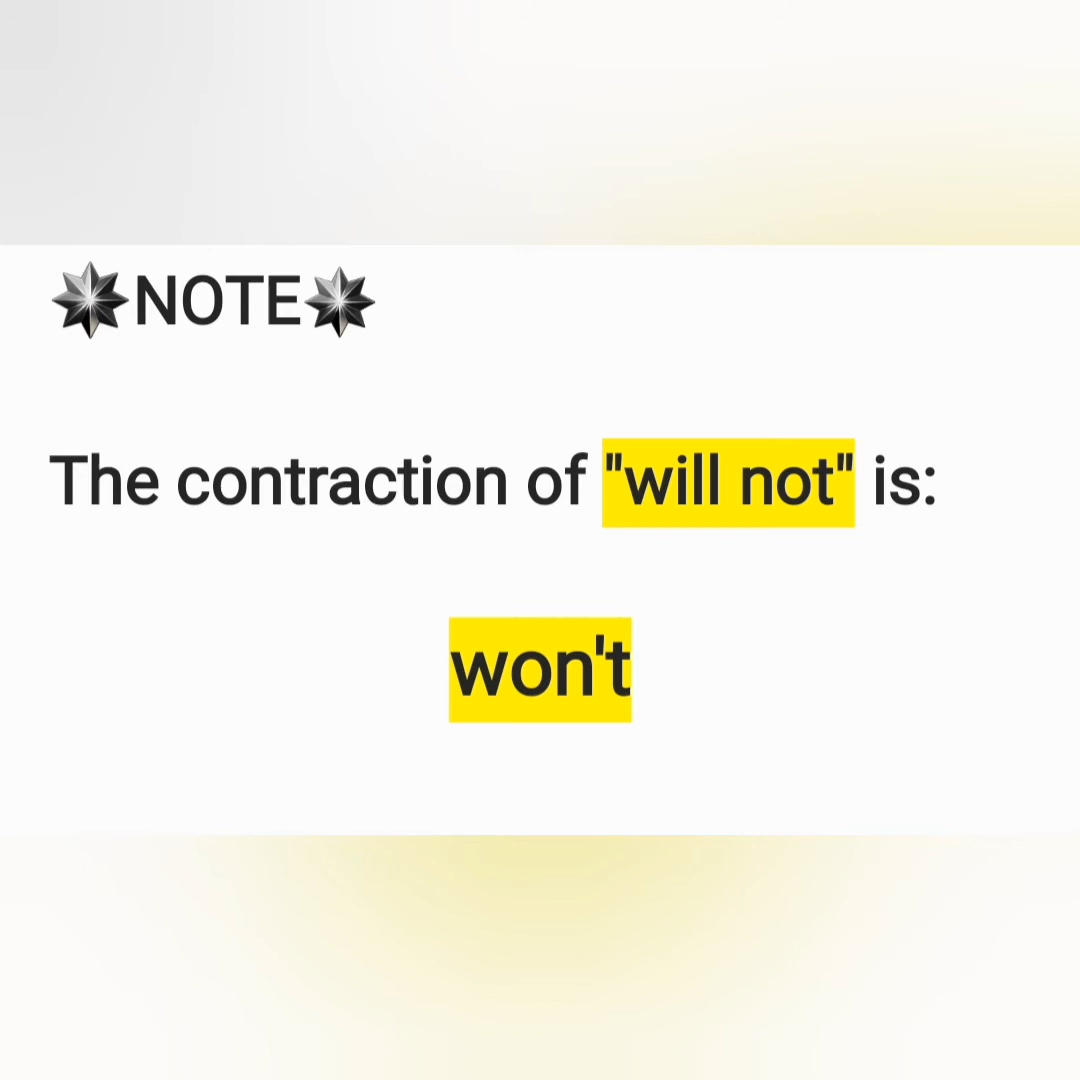 ✴NOTE✴
The contraction of "will not" is:
won't